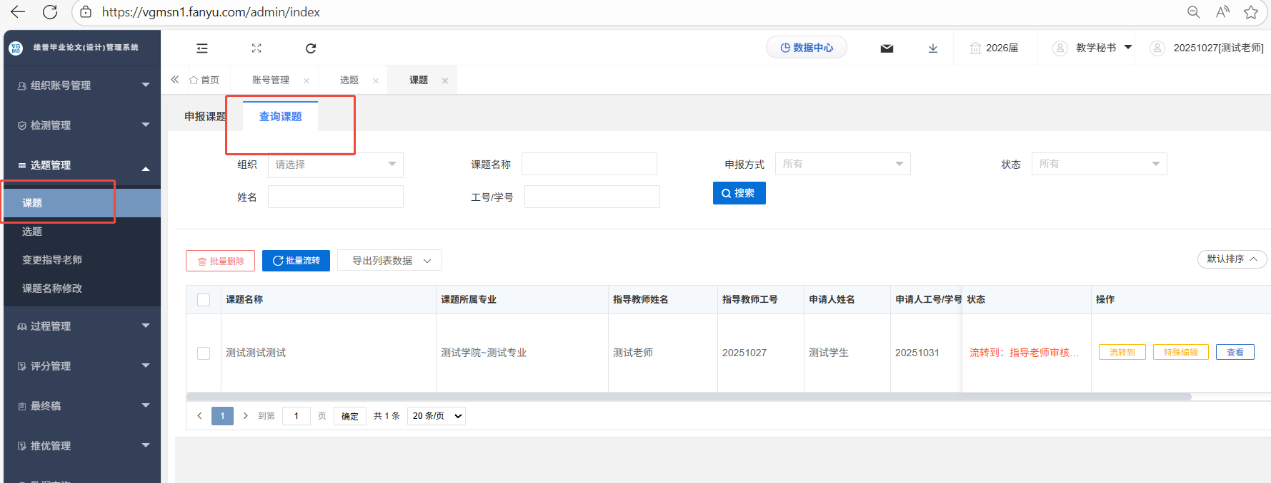 https://vgmsn1.fanyu.com/admin/index
维普毕业论文(设计)管理系统
数据中心
2026届
教学秘书
20251027[测试老师]
组织账号管理
检测管理
选题管理
课题
选题
变更指导老师
课题名称修改
过程管理
评分管理
最终稿
推优管理
首页
账号管理 ×
选题 ×
课题 ×
申报课题
查询课题
组织 请选择
课题名称
申报方式 所有
状态 所有
姓名
工号/学号
搜索
批量删除
批量流转
导出列表数据
默认排序
课题名称 课题所属专业 指导教师姓名 指导教师工号 申请人姓名 申请人工号/学号 状态 操作
测试测试测试 测试学院~测试专业 测试老师 20251027 测试学生 20251031 流转到：指导老师审核... 流转到 特殊编辑 查看
1 到第 1 页 确定 共 1 条 20 条/页